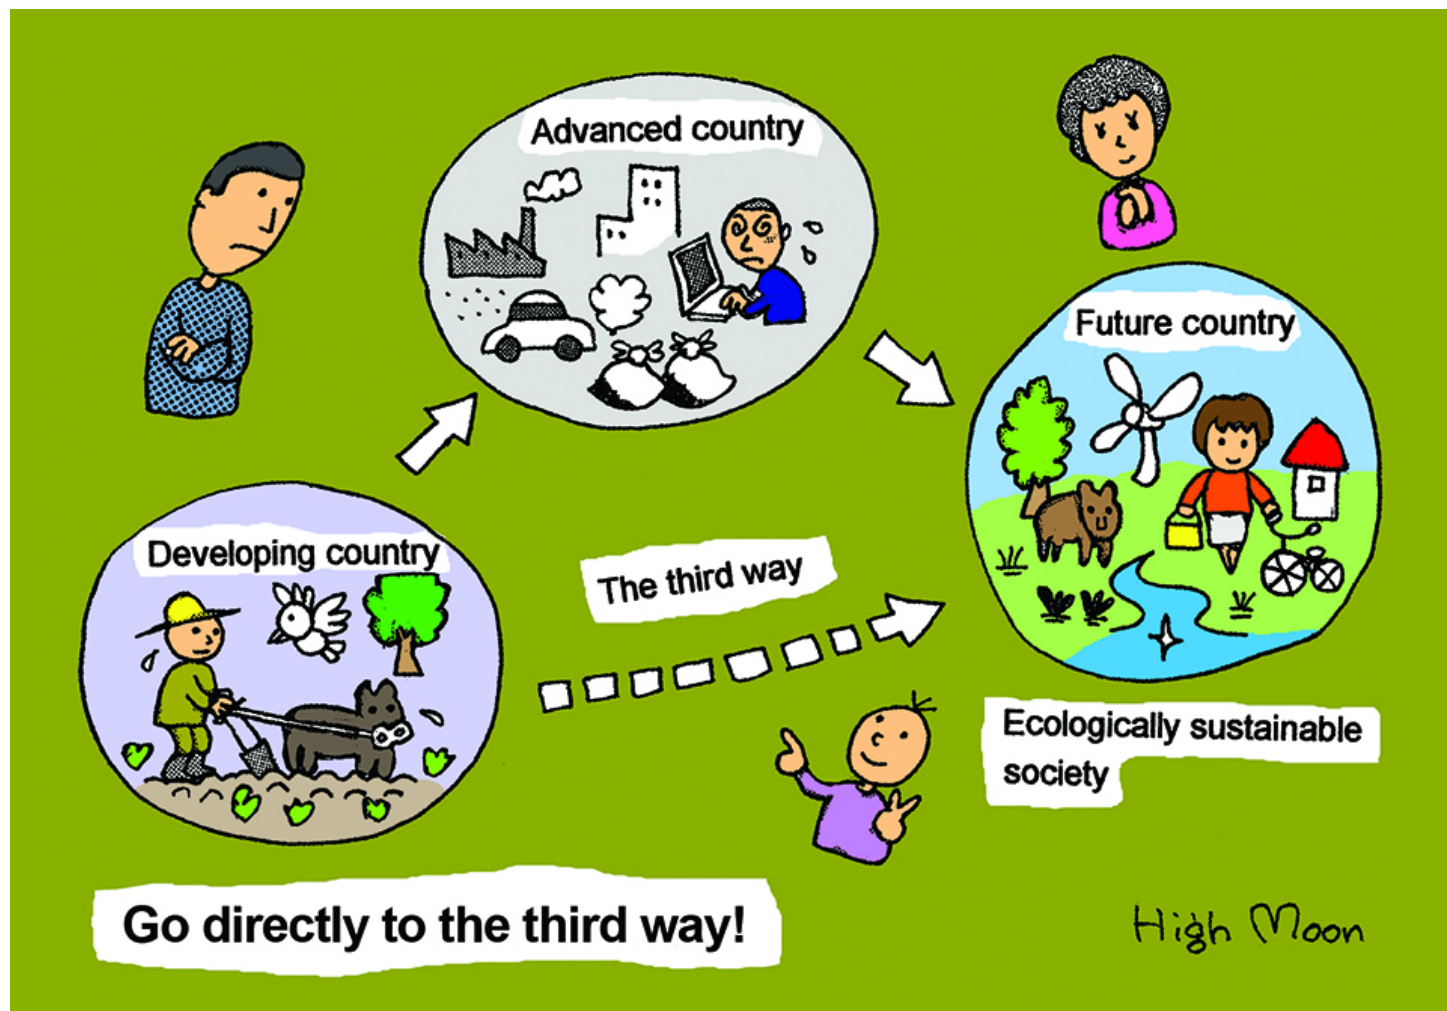 Advanced country
Future country
Developing country
The third way
Ecologically sustainable
society
Go directly to the third way!
High Moon